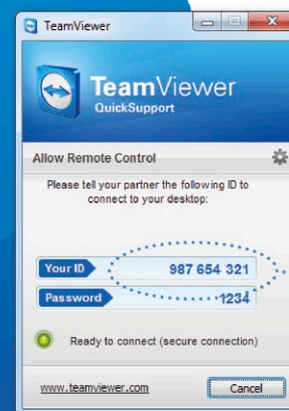 TeamViewer
TeamViewer
QuickSupport
Allow Remote Control
Please tell your partner the following ID to
connect to your desktop:
Your ID 987 654 321
Password 1234
Ready to connect (secure connection)
www.teamviewer.com Cancel